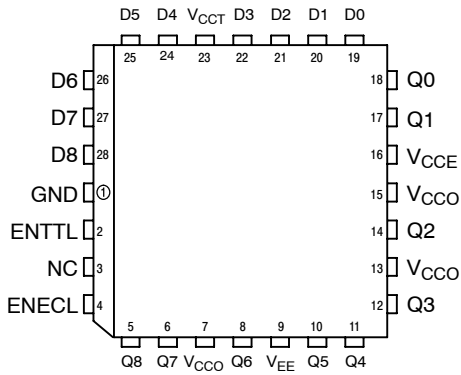 D5 D4 VCCT D3 D2 D1 D0
25 24 23 22 21 20 19
D6 26 18 Q0
D7 27 17 Q1
D8 28 16 VCCE
GND 1 15 VCCO
ENTTL 2 14 Q2
NC 3 13 VCCO
ENECL 4 12 Q3
5 6 7 8 9 10 11
Q8 Q7 VCCO Q6 VEE Q5 Q4